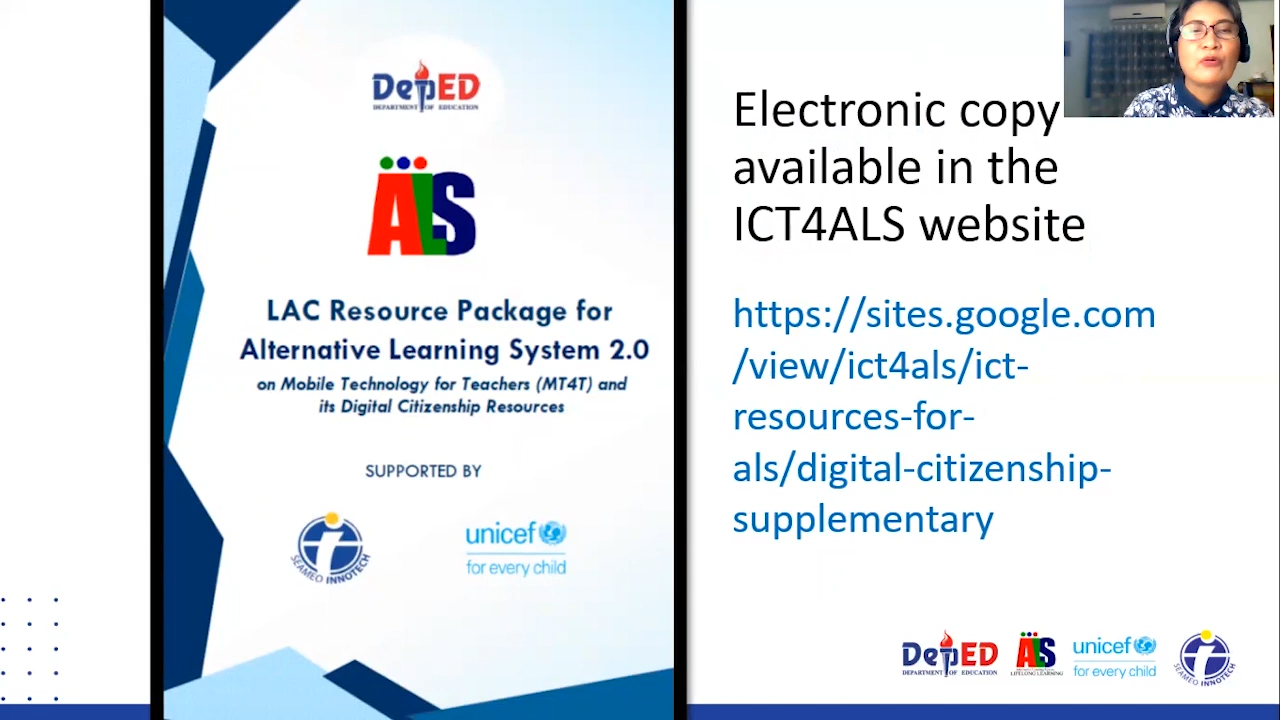 DepED
DEPARTMENT OF EDUCATION
ALS
LAC Resource Package for
Alternative Learning System 2.0
on Mobile Technology for Teachers (MT4T) and
its Digital Citizenship Resources
SUPPORTED BY
SEAMEO INNOTECH
unicef
for every child
Electronic copy
available in the
ICT4ALS website
https://sites.google.com
/view/ict4als/ict-
resources-for-
als/digital-citizenship-
supplementary
DepED
DEPARTMENT OF EDUCATION
ALS
LIFELONG LEARNING
unicef
for every child
SEAMEO INNOTECH